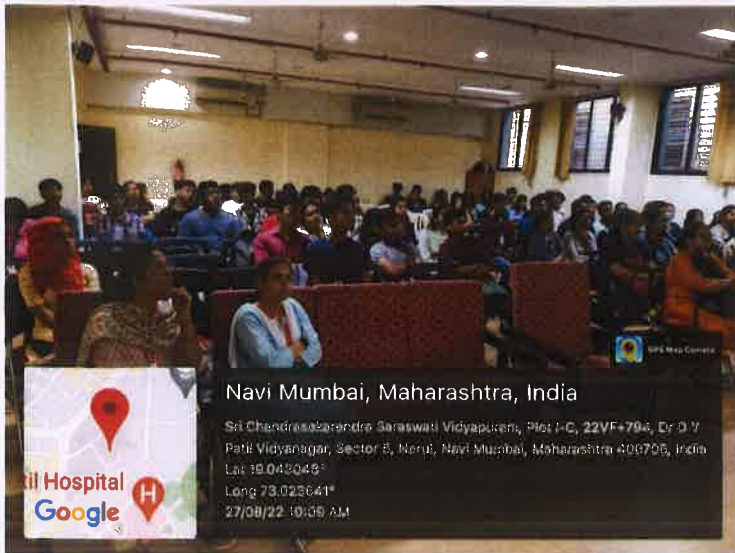 GPS Map Camera
Navi Mumbai, Maharashtra, India
Sri Chandrasekarendra Saraswati Vidyapuram, Plot I-C, 22VF+794, Dr D Y
Patil Vidyanagar, Sector 5, Nerul, Navi Mumbai, Maharashtra 400706, India
Lat 19.043048°
Long 73.023641°
27/08/22 10:09 AM
til Hospital
H
Google